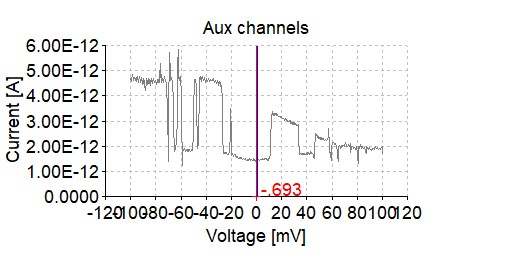 Aux channels
6.00E-12
5.00E-12
4.00E-12
3.00E-12
2.00E-12
1.00E-12
0.0000
Current [A]
-.693
-120 -100 -80 -60 -40 -20 0 20 40 60 80 100 120
Voltage [mV]